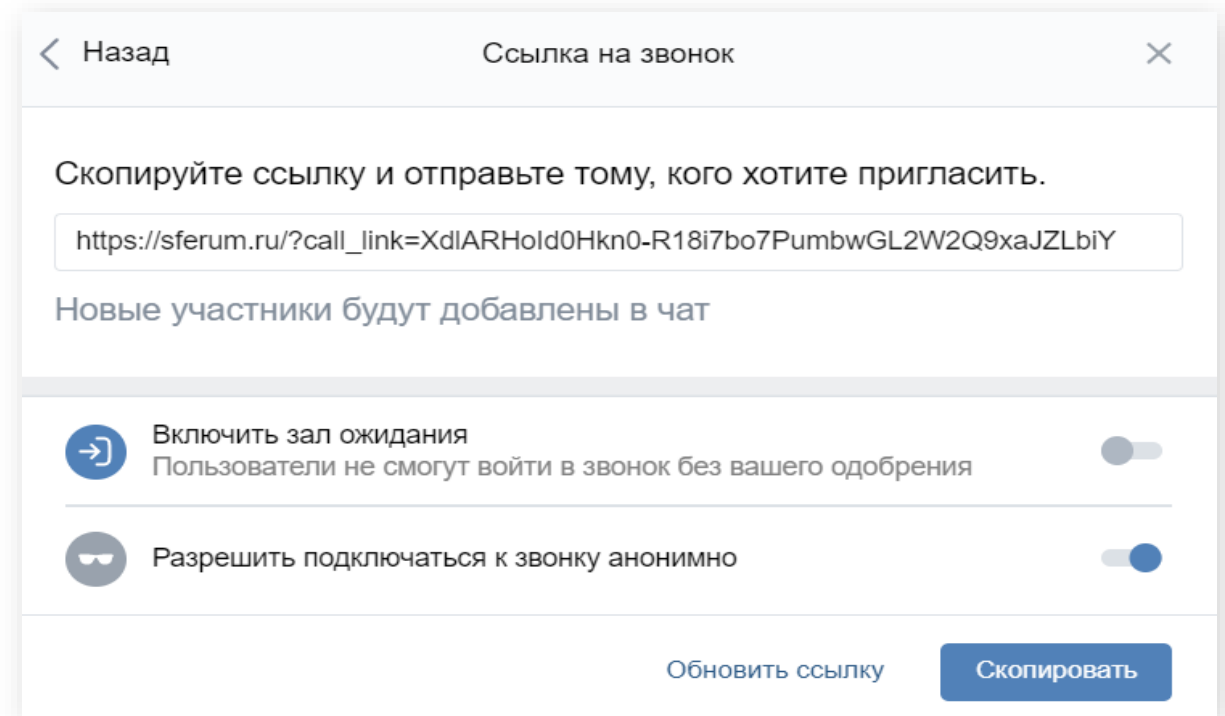 Назад
Ссылка на звонок
Скопируйте ссылку и отправьте тому, кого хотите пригласить.
https://sferum.ru/?call_link=XdlARHoId0Hkn0-R18i7bo7PumbwGL2W2Q9xaJZLbiY
Новые участники будут добавлены в чат
Включить зал ожидания
Пользователи не смогут войти в звонок без вашего одобрения
Разрешить подключаться к звонку анонимно
Обновить ссылку
Скопировать